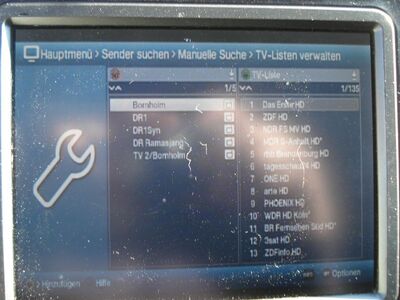 Hauptmenü > Sender suchen > Manuelle Suche > TV-Listen verwalten
1/5
Bornholm
DR1
DR1Syn
DR Ramasjang
TV 2/Bornholm
TV-Liste
1/135
1 Das Erste HD
2 ZDF HD
3 NDR FS MV HD
4 MDR S-Anhalt HD*
5 rbb Brandenburg HD
6 tagesschau24 HD
7 ONE HD
8 arte HD
9 PHOENIX HD
10 WDR HD Köln*
11 BR Fernsehen Süd HD*
12 3sat HD
13 ZDFinfo HD
Hinzufügen Hilfe Optionen